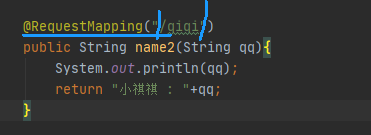 @RequestMapping("/qiqi")
public String name2(String qq){
System.out.println(qq);
return "小祺祺 : "+qq;
}